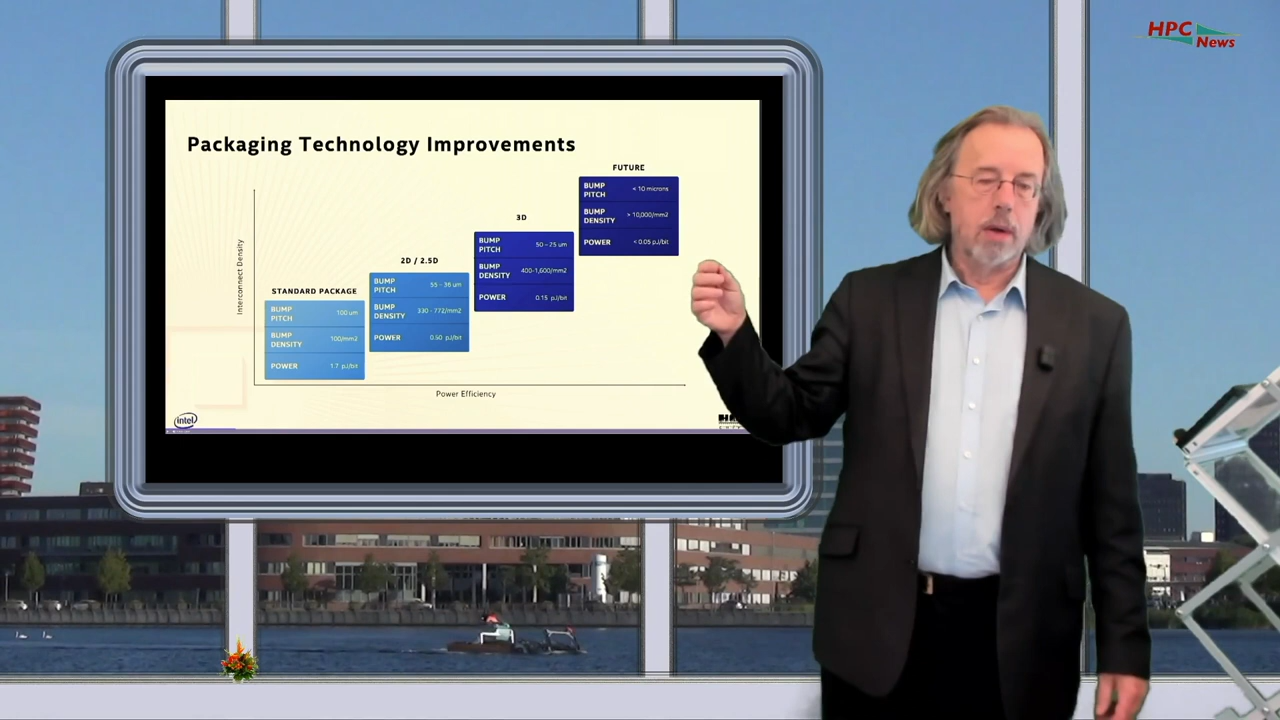 HPC
News
Packaging Technology Improvements
FUTURE
BUMP PITCH < 10 microns
BUMP DENSITY > 10,000/mm2
POWER < 0.05 pJ/bit
3D
BUMP PITCH 50 – 25 um
BUMP DENSITY 400-1,600/mm2
POWER 0.15 pJ/bit
2D / 2.5D
BUMP PITCH 55 – 36 um
BUMP DENSITY 330 - 772/mm2
POWER 0.50 pJ/bit
STANDARD PACKAGE
BUMP PITCH 100 um
BUMP DENSITY 100/mm2
POWER 1.7 pJ/bit
Interconnect Density
Power Efficiency
intel